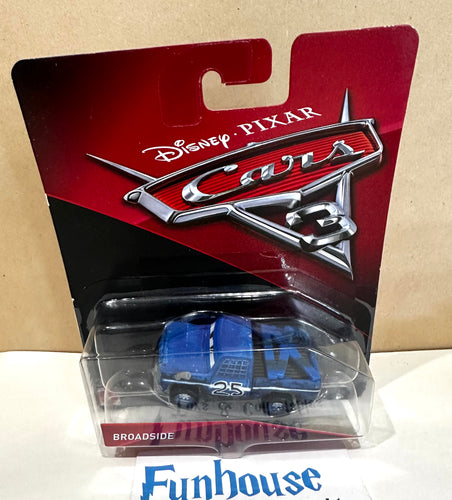 Disney · PIXAR
Cars
3
25
BROADSIDE
Funhouse